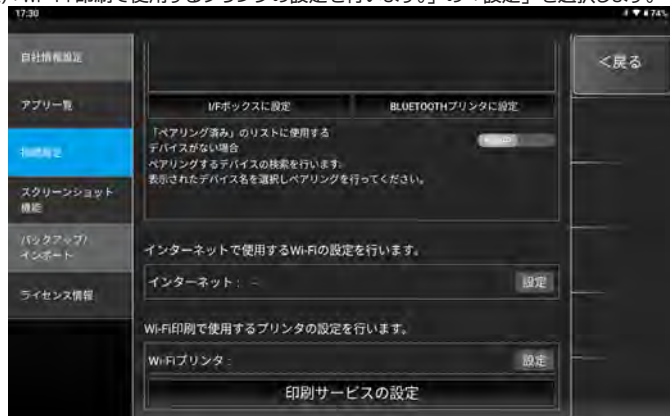 Wi-Fi印刷で使用するプリンタの設定を行います。」の<設定>を選択します。
17:30
74%
自社情報設定
<戻る
アプリ一覧
I/Fボックスに設定
BLUETOOTHプリンタに設定
「ペアリング済み」のリストに使用する
デバイスがない場合
ペアリングするデバイスの検索を行います。
表示されたデバイス名を選択しペアリングを行ってください。
スクリーンショット
機能
バックアップ/
インポート
インターネットで使用するWi-Fiの設定を行います。
インターネット: -
設定
ライセンス情報
Wi-Fi印刷で使用するプリンタの設定を行います。
Wi-Fiプリンタ:
設定
印刷サービスの設定